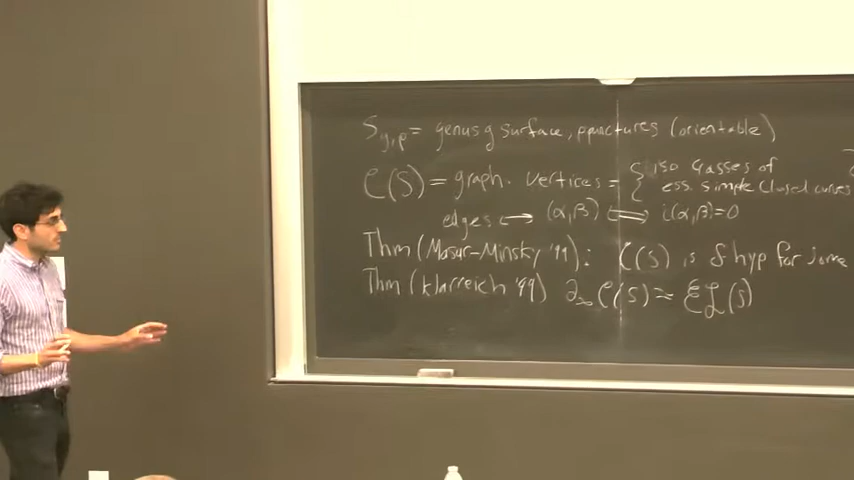 S_{g,p} = genus g surface, p punctures (orientable)
C(S) = graph. vertices = { iso classes of
ess. simple closed curves
edges ⟷ (α,β) ⟺ i(α,β)=0
Thm (Masur-Minsky '99): C(S) is δ hyp for some
Thm (Klarreich '99) ∂_∞ C(S) ≈ EL(S)